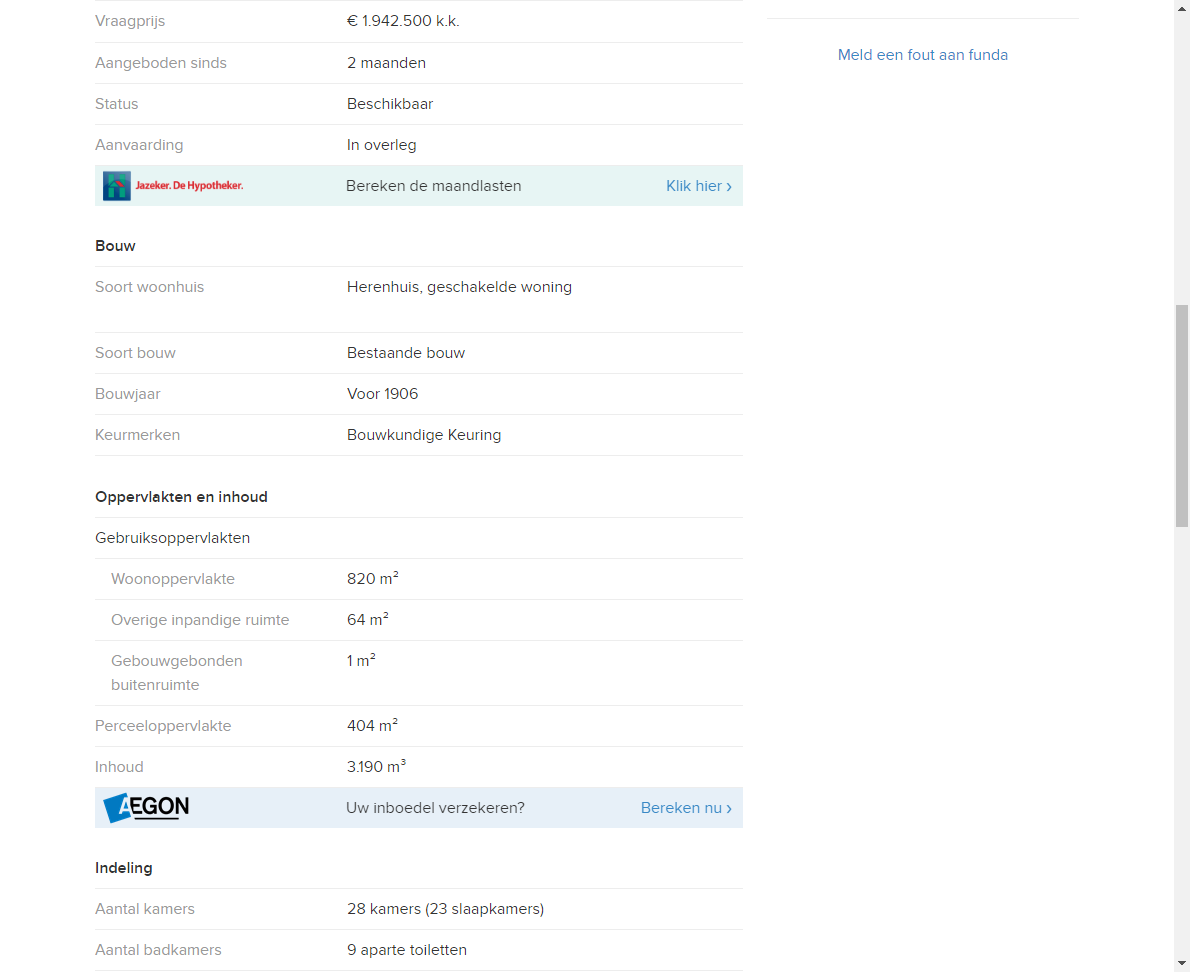 Vraagprijs € 1.942.500 k.k.
Meld een fout aan funda
Aangeboden sinds 2 maanden
Status Beschikbaar
Aanvaarding In overleg
Jazeker. De Hypotheker. Bereken de maandlasten Klik hier ›
Bouw
Soort woonhuis Herenhuis, geschakelde woning
Soort bouw Bestaande bouw
Bouwjaar Voor 1906
Keurmerken Bouwkundige Keuring
Oppervlakten en inhoud
Gebruiksoppervlakten
Woonoppervlakte 820 m²
Overige inpandige ruimte 64 m²
Gebouwgebonden 1 m²
buitenruimte
Perceeloppervlakte 404 m²
Inhoud 3.190 m³
AEGON Uw inboedel verzekeren? Bereken nu ›
Indeling
Aantal kamers 28 kamers (23 slaapkamers)
Aantal badkamers 9 aparte toiletten